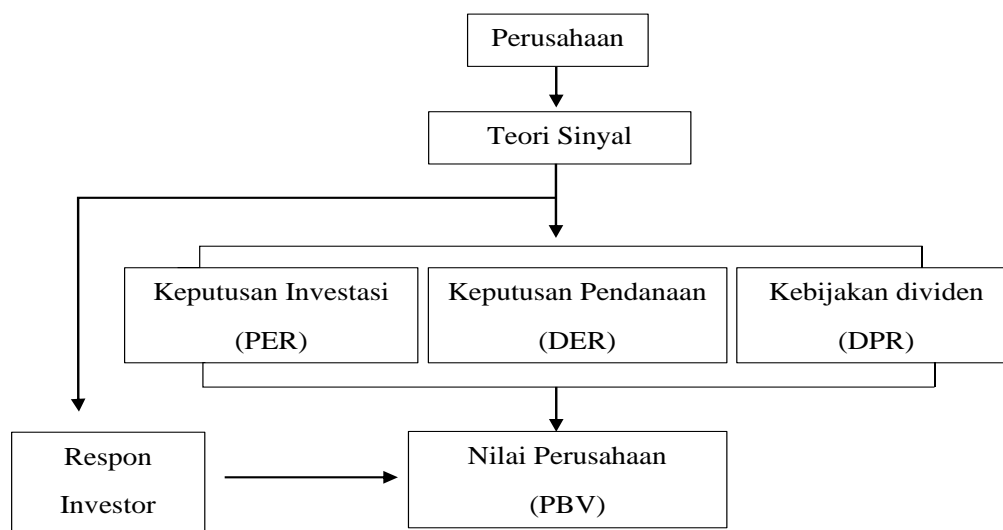 Perusahaan
Teori Sinyal
Keputusan Investasi
(PER)
Keputusan Pendanaan
(DER)
Kebijakan dividen
(DPR)
Respon
Investor
Nilai Perusahaan
(PBV)